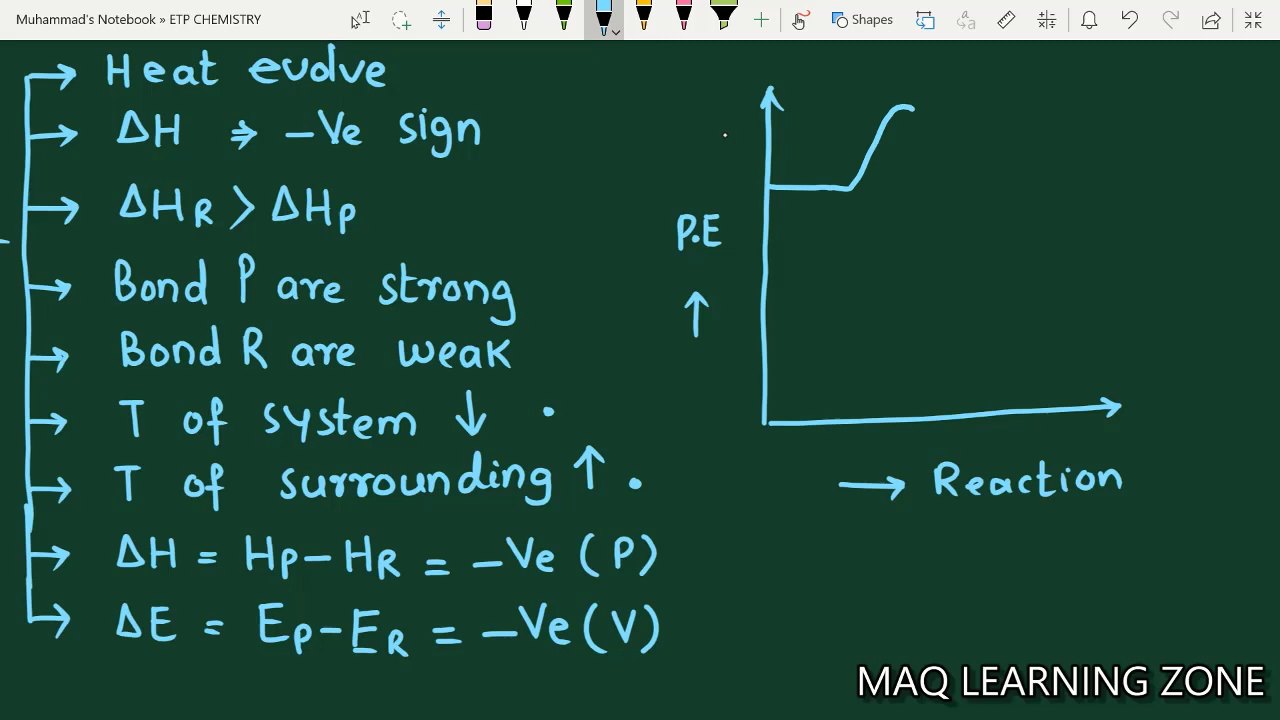 Muhammad's Notebook » ETP CHEMISTRY
Shapes
Heat evolve
ΔH ⇒ -Ve sign
ΔHR > ΔHP
Bond P are strong
Bond R are weak
T of system ↓ .
T of surrounding ↑ .
ΔH = HP - HR = -Ve (P)
ΔE = EP - ER = -Ve (V)
P.E
↑
→ Reaction
MAQ LEARNING ZONE